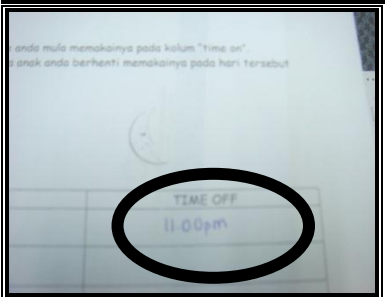 anda mula memakainya pada kolum "time on".
anak anda berhenti memakainya pada hari tersebut
TIME OFF
11.00pm